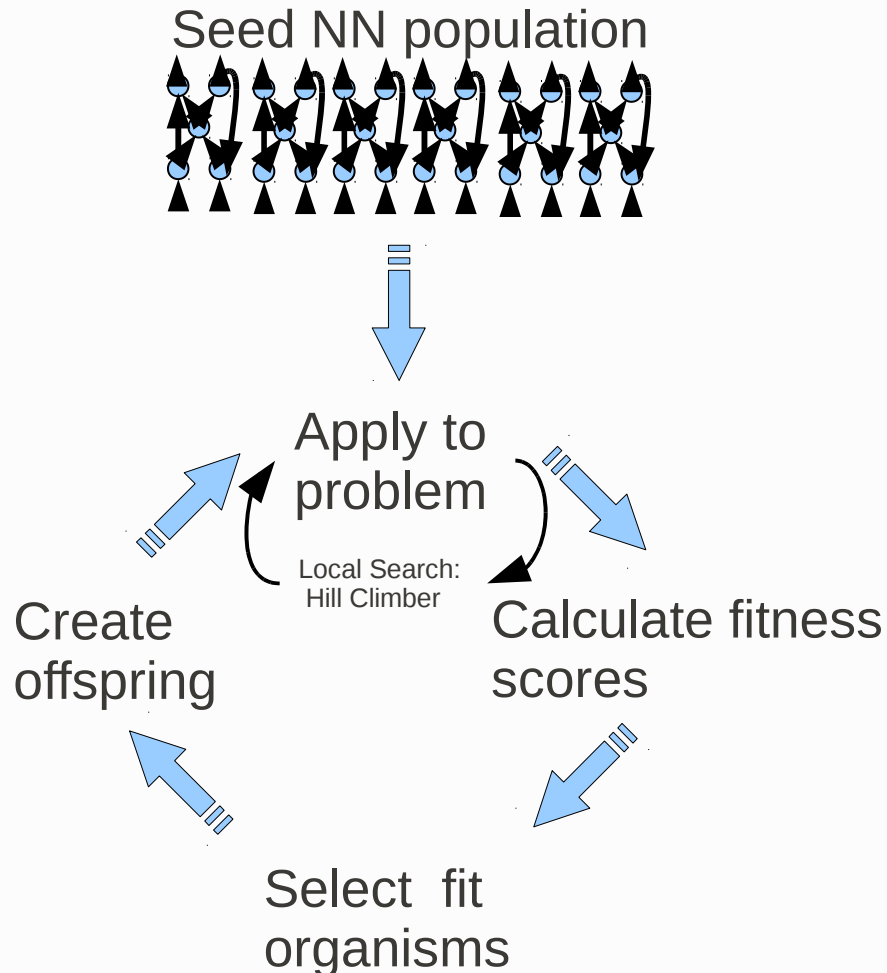 Seed NN population
Apply to
problem
Local Search:
Hill Climber
Calculate fitness
scores
Create
offspring
Select fit
organisms